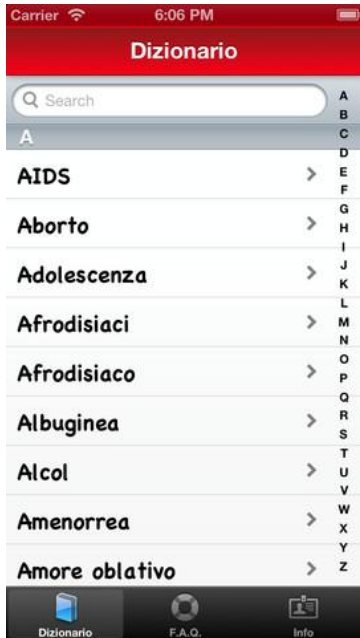 Carrier 6:06 PM
Dizionario
Search
A
AIDS
Aborto
Adolescenza
Afrodisiaci
Afrodisiaco
Albuginea
Alcol
Amenorrea
Amore oblativo
A
B
C
D
E
F
G
H
I
J
K
L
M
N
O
P
Q
R
S
T
U
V
W
X
Y
Z
Dizionario F.A.Q. Info